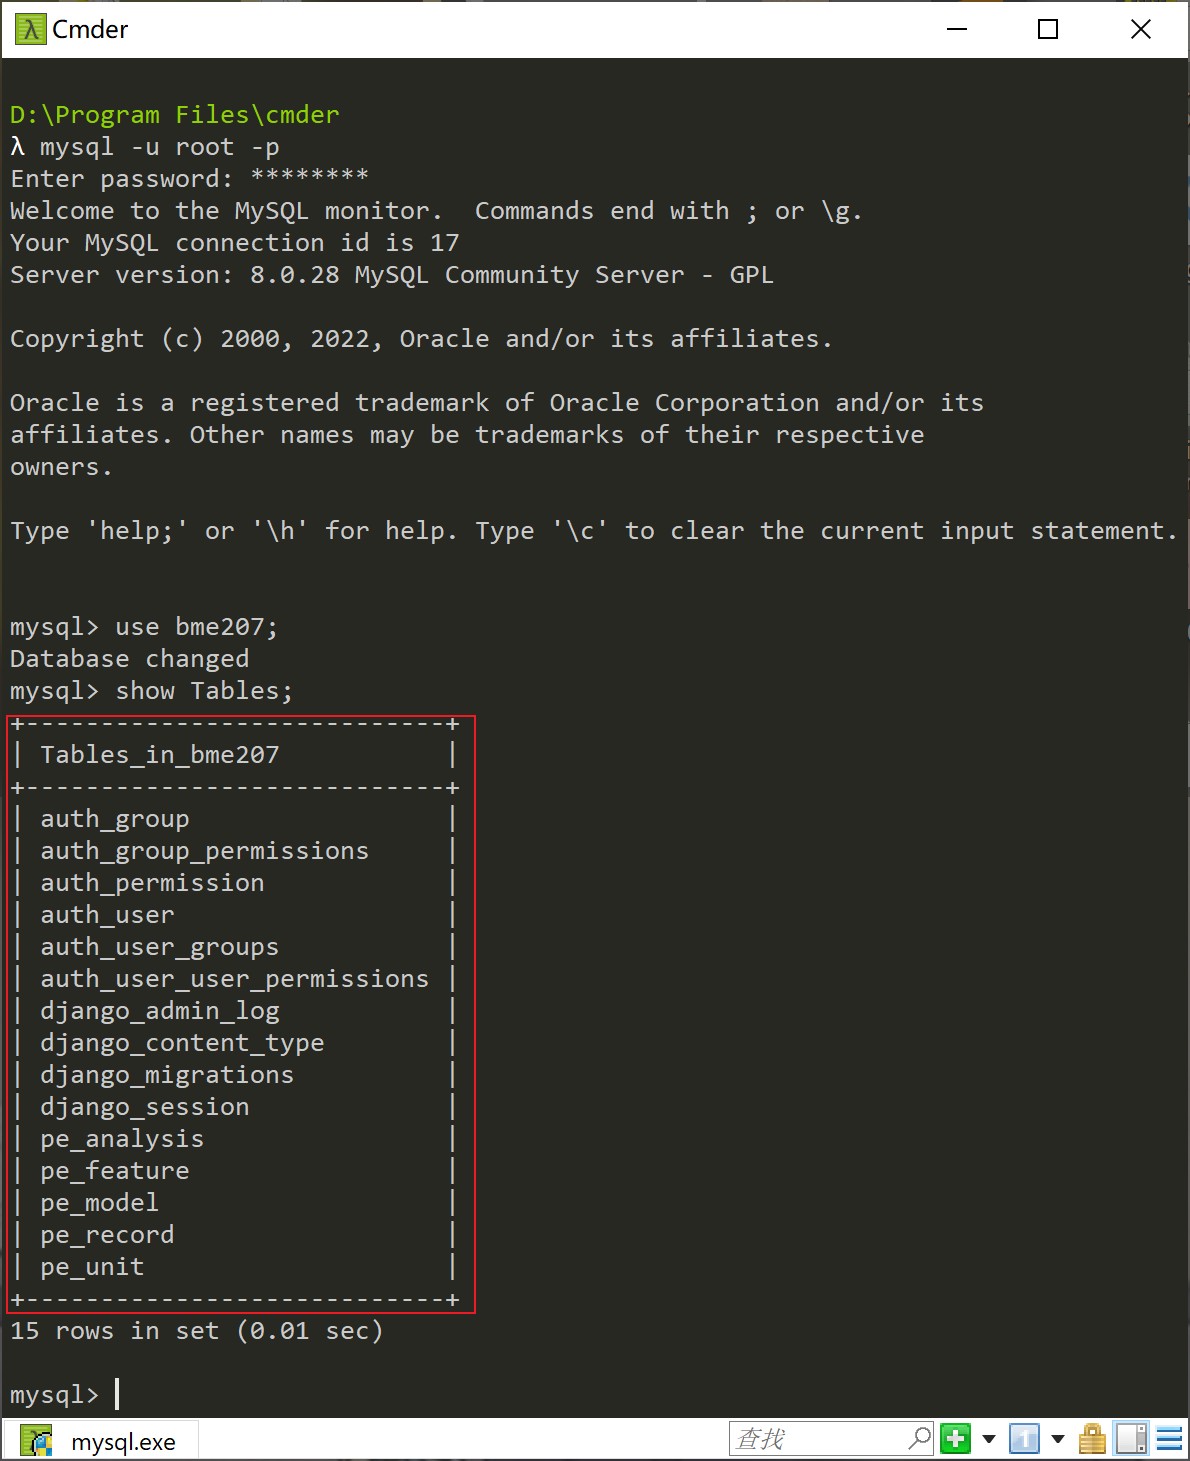 Cmder
D:\Program Files\cmder
λ mysql -u root -p
Enter password: ********
Welcome to the MySQL monitor.  Commands end with ; or \g.
Your MySQL connection id is 17
Server version: 8.0.28 MySQL Community Server - GPL
Copyright (c) 2000, 2022, Oracle and/or its affiliates.
Oracle is a registered trademark of Oracle Corporation and/or its
affiliates. Other names may be trademarks of their respective
owners.
Type 'help;' or '\h' for help. Type '\c' to clear the current input statement.
mysql> use bme207;
Database changed
mysql> show Tables;
+----------------------------+
| Tables_in_bme207           |
+----------------------------+
| auth_group                 |
| auth_group_permissions     |
| auth_permission            |
| auth_user                  |
| auth_user_groups           |
| auth_user_user_permissions |
| django_admin_log           |
| django_content_type        |
| django_migrations          |
| django_session             |
| pe_analysis                |
| pe_feature                 |
| pe_model                   |
| pe_record                  |
| pe_unit                    |
+----------------------------+
15 rows in set (0.01 sec)
mysql>
mysql.exe 查找 1